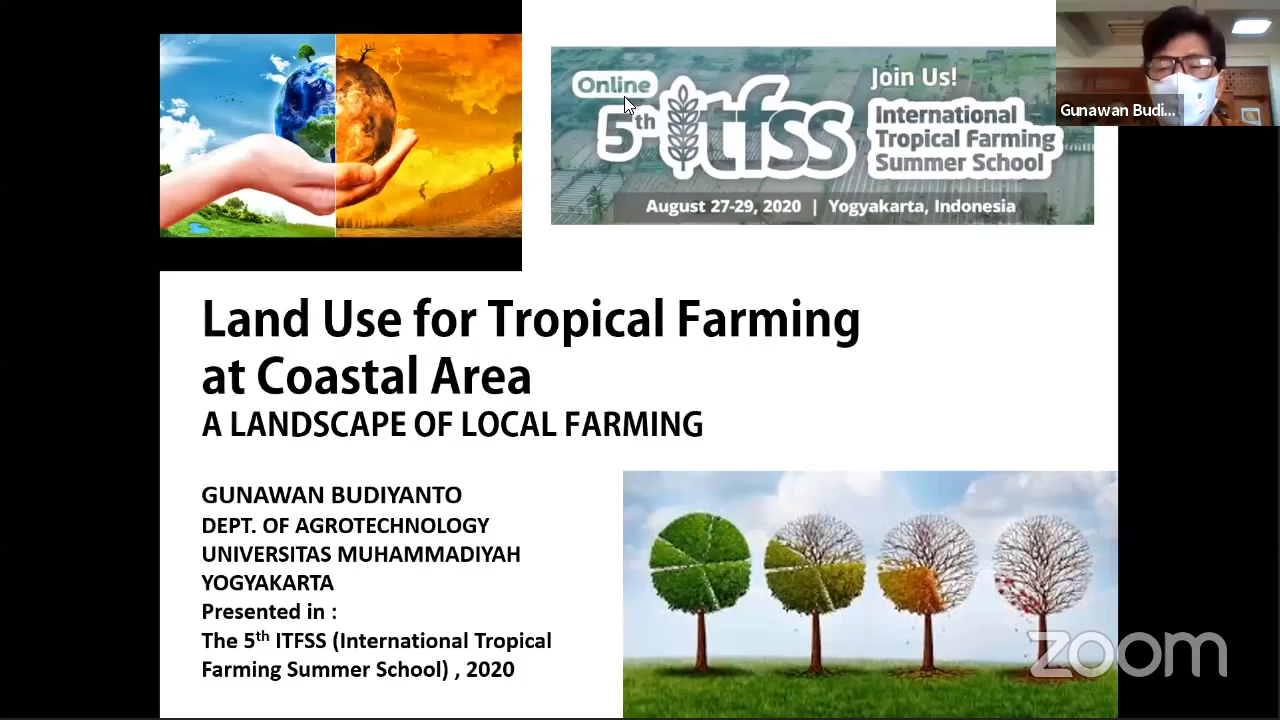 Online
5th
itfss
Join Us!
International
Tropical Farming
Summer School
August 27-29, 2020 | Yogyakarta, Indonesia
Gunawan Budi...
Land Use for Tropical Farming
at Coastal Area
A LANDSCAPE OF LOCAL FARMING
GUNAWAN BUDIYANTO
DEPT. OF AGROTECHNOLOGY
UNIVERSITAS MUHAMMADIYAH
YOGYAKARTA
Presented in :
The 5th ITFSS (International Tropical
Farming Summer School) , 2020
zoom